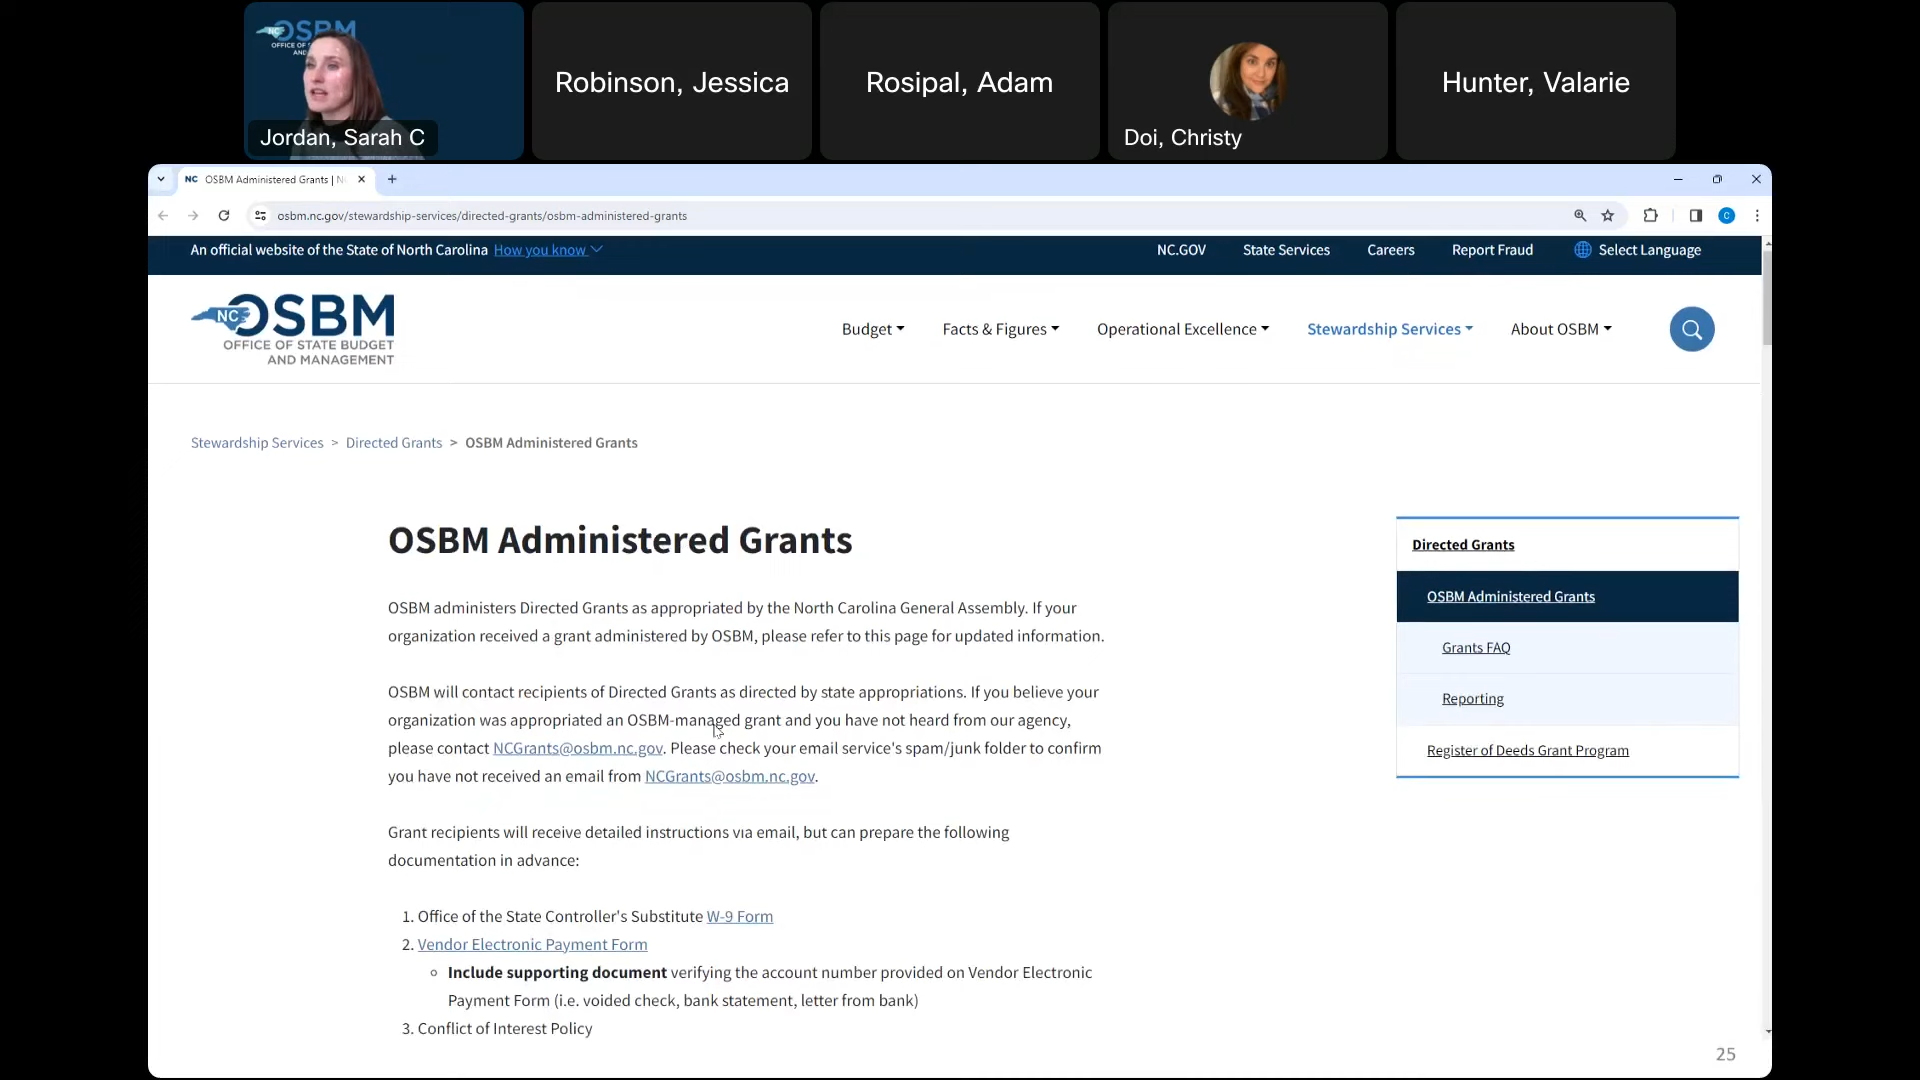 NC OSBM
OFFICE OF S
AND
Jordan, Sarah C
Robinson, Jessica
Rosipal, Adam
Doi, Christy
Hunter, Valarie
NC OSBM Administered Grants | N
osbm.nc.gov/stewardship-services/directed-grants/osbm-administered-grants
C
An official website of the State of North Carolina How you know
NC.GOV State Services Careers Report Fraud Select Language
NC OSBM
OFFICE OF STATE BUDGET
AND MANAGEMENT
Budget Facts & Figures Operational Excellence Stewardship Services About OSBM
Stewardship Services > Directed Grants > OSBM Administered Grants
OSBM Administered Grants
OSBM administers Directed Grants as appropriated by the North Carolina General Assembly. If your
organization received a grant administered by OSBM, please refer to this page for updated information.
OSBM will contact recipients of Directed Grants as directed by state appropriations. If you believe your
organization was appropriated an OSBM-managed grant and you have not heard from our agency,
please contact NCGrants@osbm.nc.gov. Please check your email service's spam/junk folder to confirm
you have not received an email from NCGrants@osbm.nc.gov.
Grant recipients will receive detailed instructions via email, but can prepare the following
documentation in advance:
1. Office of the State Controller's Substitute W-9 Form
2. Vendor Electronic Payment Form
Include supporting document verifying the account number provided on Vendor Electronic
Payment Form (i.e. voided check, bank statement, letter from bank)
3. Conflict of Interest Policy
Directed Grants
OSBM Administered Grants
Grants FAQ
Reporting
Register of Deeds Grant Program
25